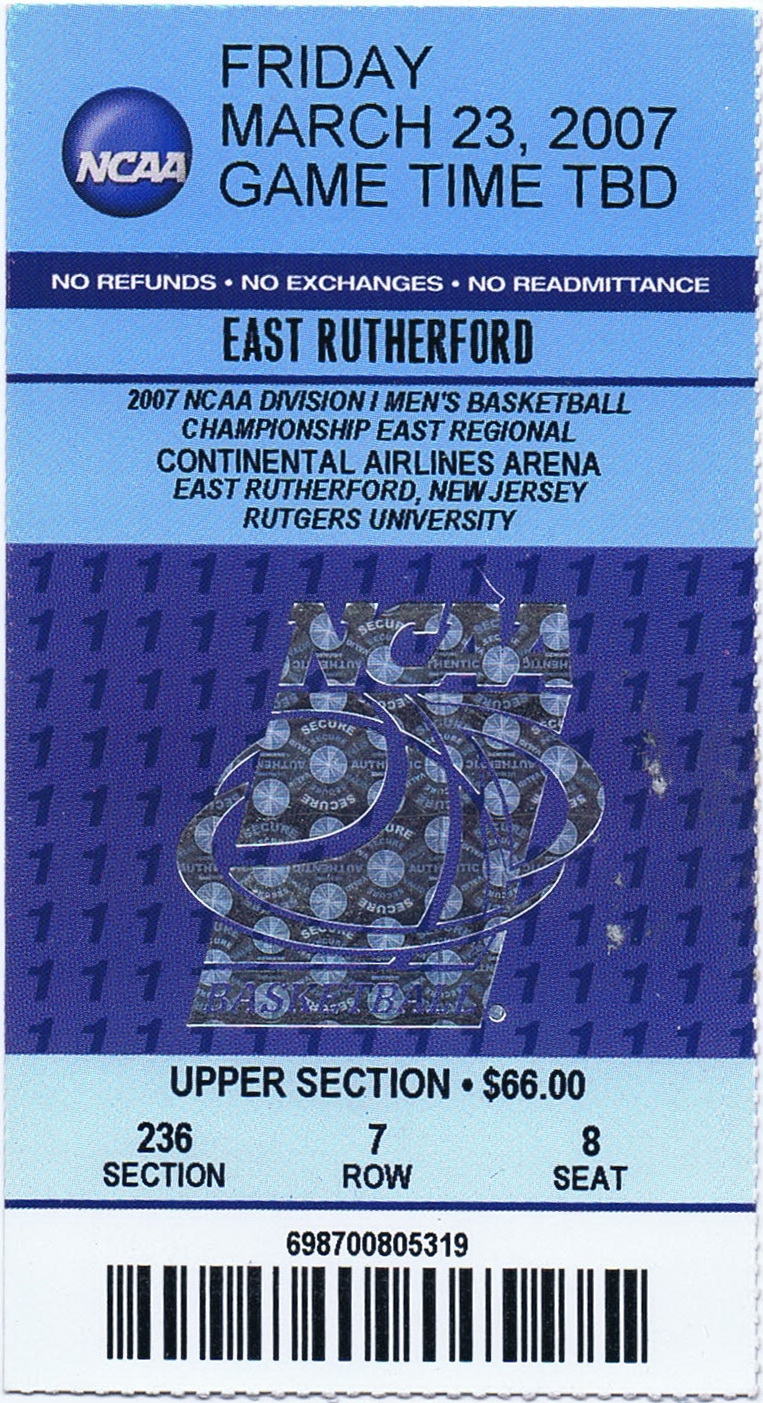 FRIDAY
MARCH 23, 2007
GAME TIME TBD
NCAA
NO REFUNDS • NO EXCHANGES • NO READMITTANCE
EAST RUTHERFORD
2007 NCAA DIVISION I MEN'S BASKETBALL
CHAMPIONSHIP EAST REGIONAL
CONTINENTAL AIRLINES ARENA
EAST RUTHERFORD, NEW JERSEY
RUTGERS UNIVERSITY
NCAA
BASKETBALL®
UPPER SECTION • $66.00
236 7 8
SECTION ROW SEAT
698700805319